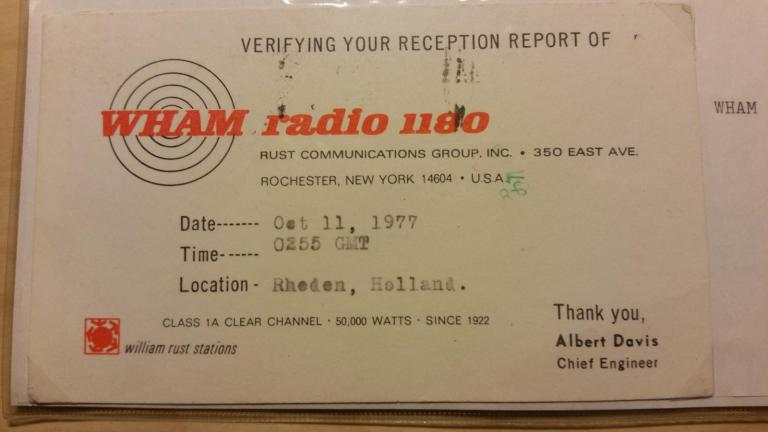 VERIFYING YOUR RECEPTION REPORT OF
WHAM radio 1180
RUST COMMUNICATIONS GROUP, INC. • 350 EAST AVE.
ROCHESTER, NEW YORK 14604 • U.S.A.
Date------- Oct 11, 1977
Time------ 0255 GMT
Location - Rheden, Holland.
CLASS 1A CLEAR CHANNEL · 50,000 WATTS · SINCE 1922
william rust stations
Thank you,
Albert Davis
Chief Engineer
WHAM